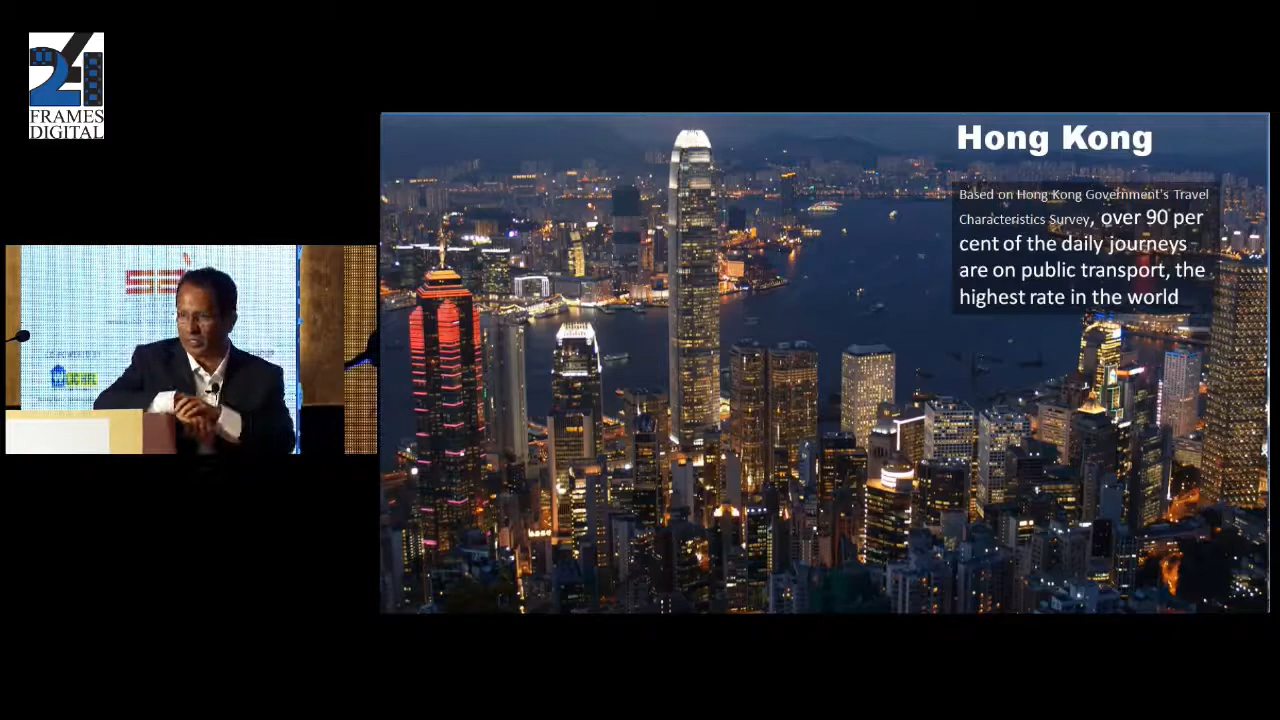 24
FRAMES
DIGITAL
Hong Kong
Based on Hong Kong Government's Travel
Characteristics Survey, over 90 per
cent of the daily journeys
are on public transport, the
highest rate in the world